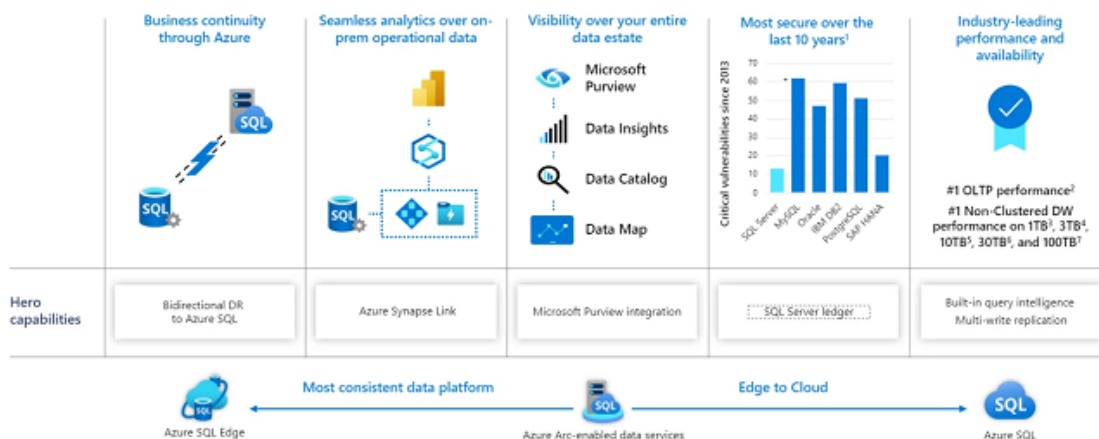 Business continuity
through Azure
SQL
SQL
Seamless analytics over on-
prem operational data
SQL
Visibility over your entire
data estate
Microsoft
Purview
Data Insights
Data Catalog
Data Map
Most secure over the
last 10 years¹
Critical vulnerabilities since 2013
70
60
50
40
30
20
10
0
SQL Server
MySQL
Oracle
IBM DB2
PostgreSQL
SAP HANA
Industry-leading
performance and
availability
#1 OLTP performance²
#1 Non-Clustered DW
performance on 1TB³, 3TB⁴,
10TB⁵, 30TB⁶, and 100TB⁷
Hero
capabilities
Bidirectional DR
to Azure SQL
Azure Synapse Link
Microsoft Purview integration
SQL Server ledger
Built-in query intelligence
Multi-write replication
Most consistent data platform
Edge to Cloud
SQL
Azure SQL Edge
SQL
Azure Arc-enabled data services
SQL
Azure SQL